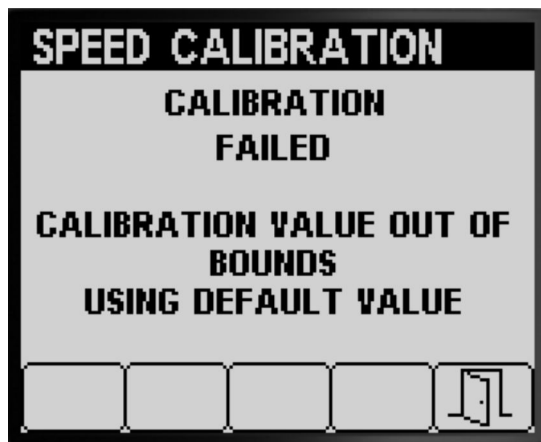 SPEED CALIBRATION
CALIBRATION
FAILED
CALIBRATION VALUE OUT OF
BOUNDS
USING DEFAULT VALUE